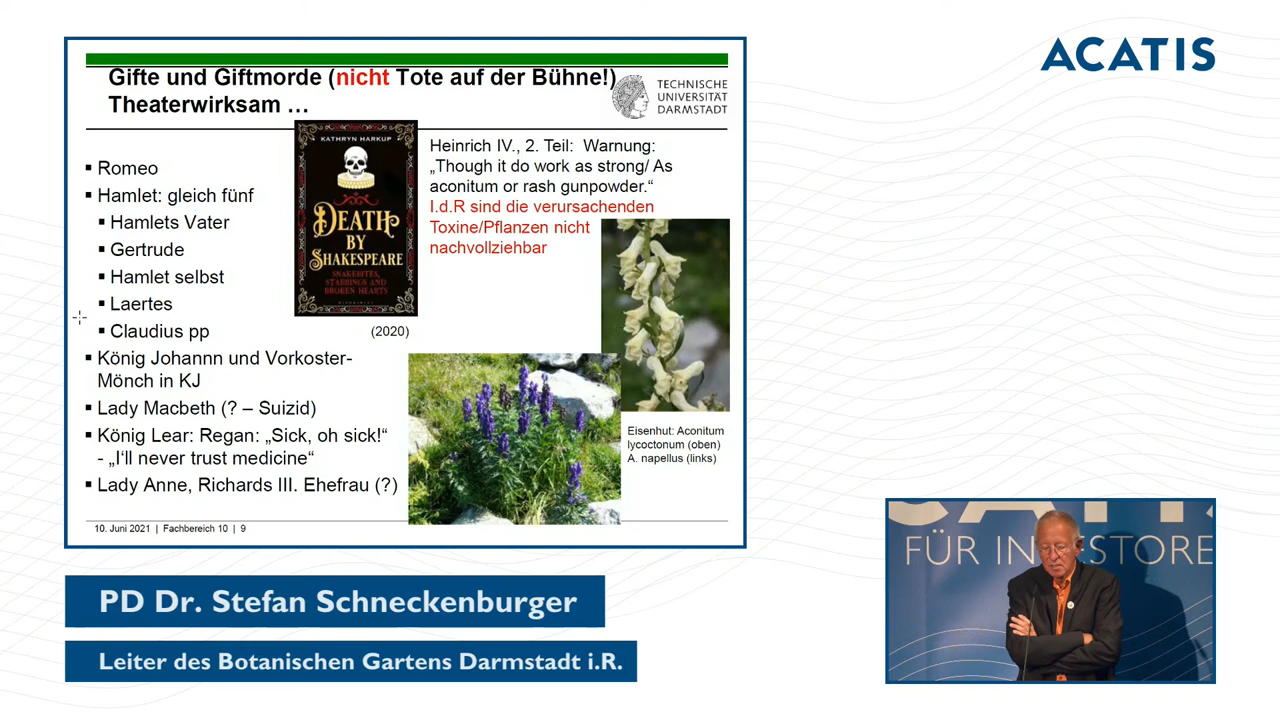 ACATIS
Gifte und Giftmorde (nicht Tote auf der Bühne!)
Theaterwirksam …
TECHNISCHE
UNIVERSITÄT
DARMSTADT
▪ Romeo
▪ Hamlet: gleich fünf
▪ Hamlets Vater
▪ Gertrude
▪ Hamlet selbst
▪ Laertes
▪ Claudius pp
▪ König Johannn und Vorkoster-
Mönch in KJ
▪ Lady Macbeth (? – Suizid)
▪ König Lear: Regan: „Sick, oh sick!“
- „I‘ll never trust medicine“
▪ Lady Anne, Richards III. Ehefrau (?)
KATHRYN HARKUP
DEATH
BY
SHAKESPEARE
SNAKEBITES,
STABBINGS AND
BROKEN HEARTS
(2020)
Heinrich IV., 2. Teil: Warnung:
„Though it do work as strong/ As
aconitum or rash gunpowder.“
I.d.R sind die verursachenden
Toxine/Pflanzen nicht
nachvollziehbar
Eisenhut: Aconitum
lycoctonum (oben)
A. napellus (links)
10. Juni 2021 | Fachbereich 10 | 9
FÜR INVESTORE
PD Dr. Stefan Schneckenburger
Leiter des Botanischen Gartens Darmstadt i.R.